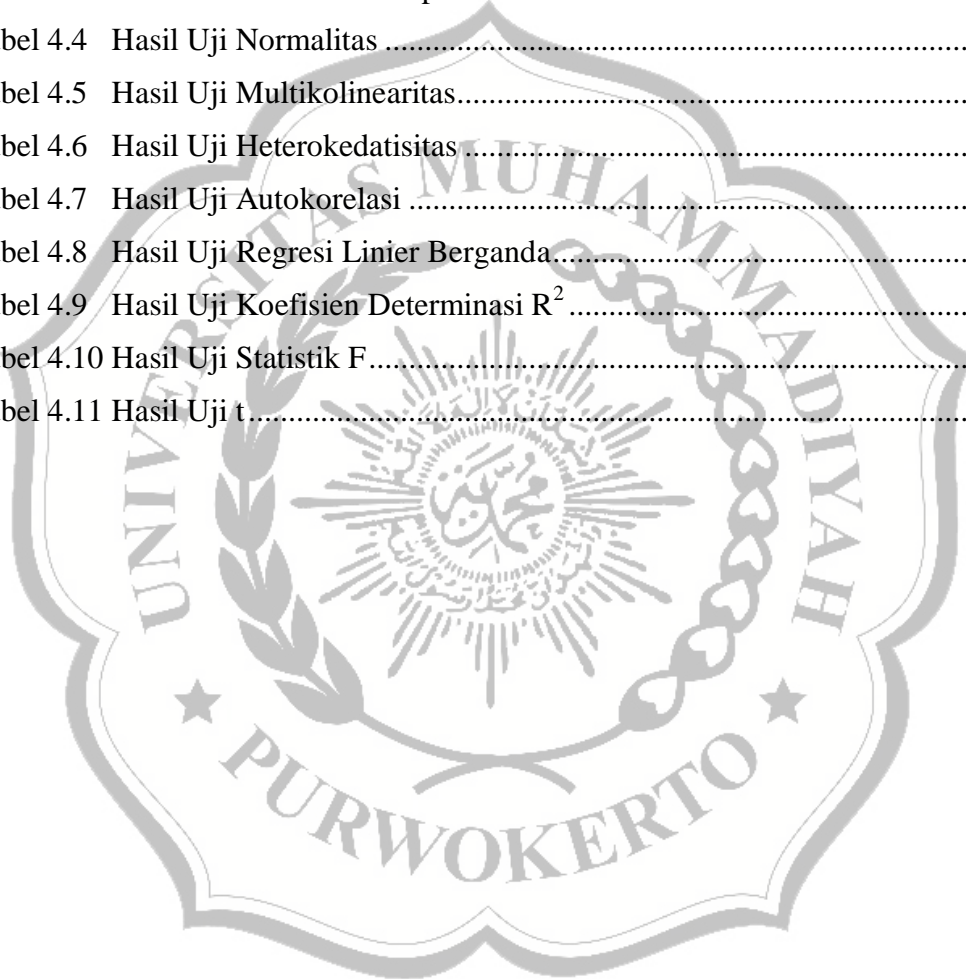 bel 4.4 Hasil Uji Normalitas ........................................................................
bel 4.5 Hasil Uji Multikolinearitas................................................................
bel 4.6 Hasil Uji Heterokedatisitas ..............................................................
bel 4.7 Hasil Uji Autokorelasi .....................................................................
bel 4.8 Hasil Uji Regresi Linier Berganda....................................................
bel 4.9 Hasil Uji Koefisien Determinasi R² .................................................
bel 4.10 Hasil Uji Statistik F..........................................................................
bel 4.11 Hasil Uji t.........................................................................................
UNIVERSITAS MUHAMMADIYAH
PURWOKERTO
محمد